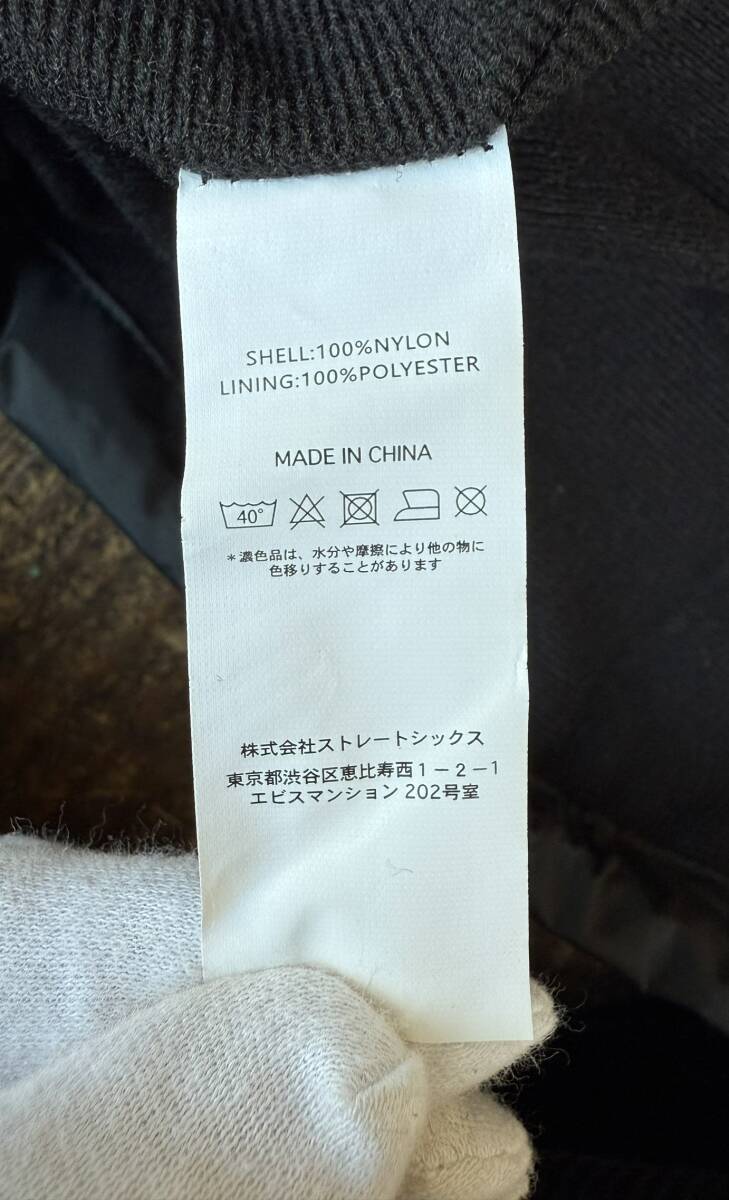 SHELL:100%NYLON
LINING:100%POLYESTER
MADE IN CHINA
40°
*濃色品は、水分や摩擦により他の物に
色移りすることがあります
株式会社ストレートシックス
東京都渋谷区恵比寿西1-2-1
エビスマンション 202号室